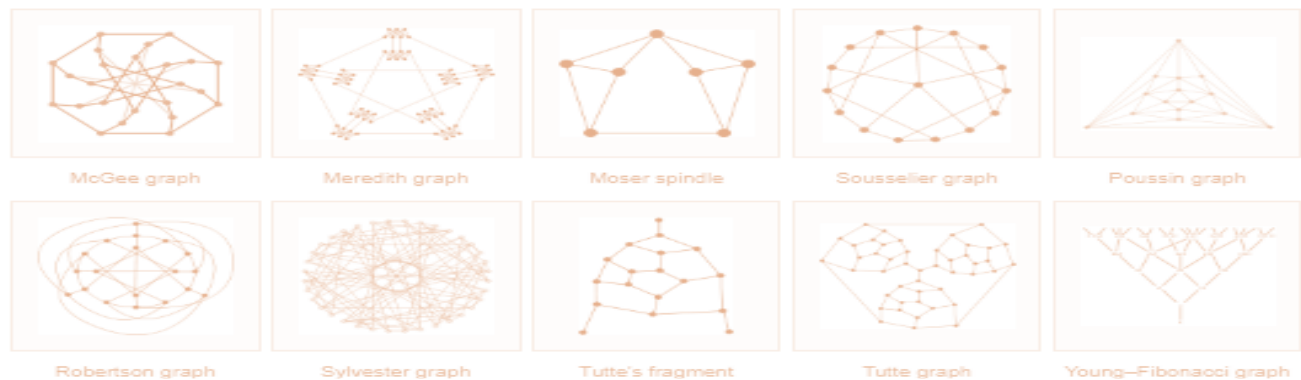 McGee graph
Meredith graph
Moser spindle
Sousselier graph
Poussin graph
Robertson graph
Sylvester graph
Tutte's fragment
Tutte graph
Young–Fibonacci graph